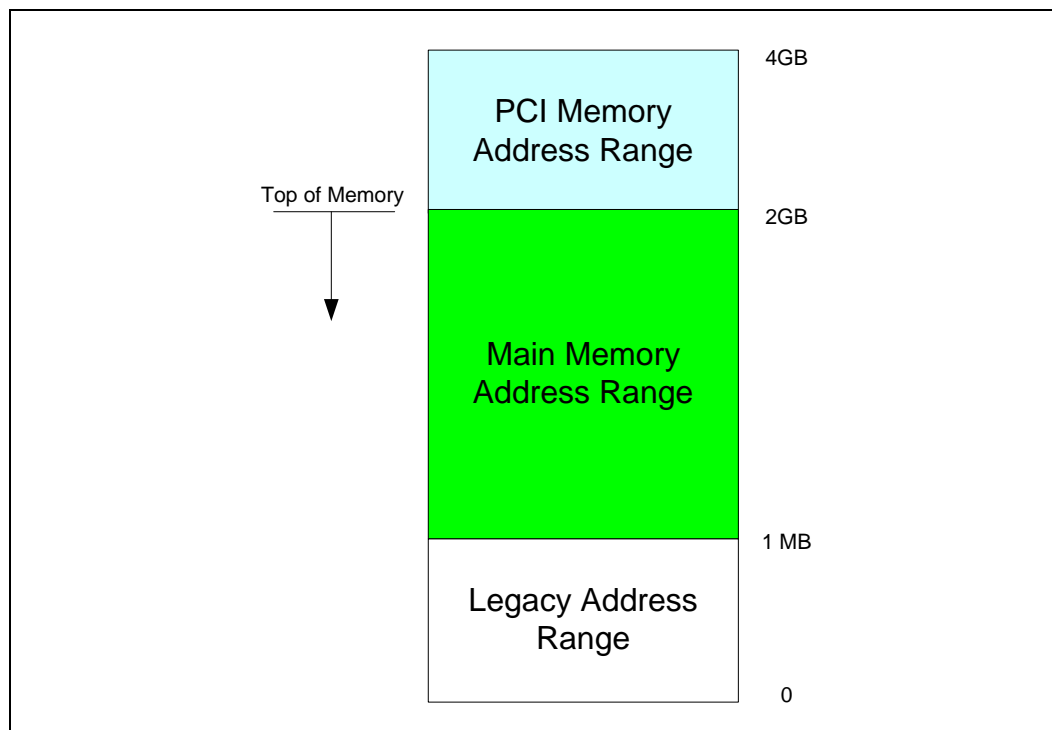 4GB
PCI Memory
Address Range
Top of Memory
2GB
Main Memory
Address Range
1 MB
Legacy Address
Range
0